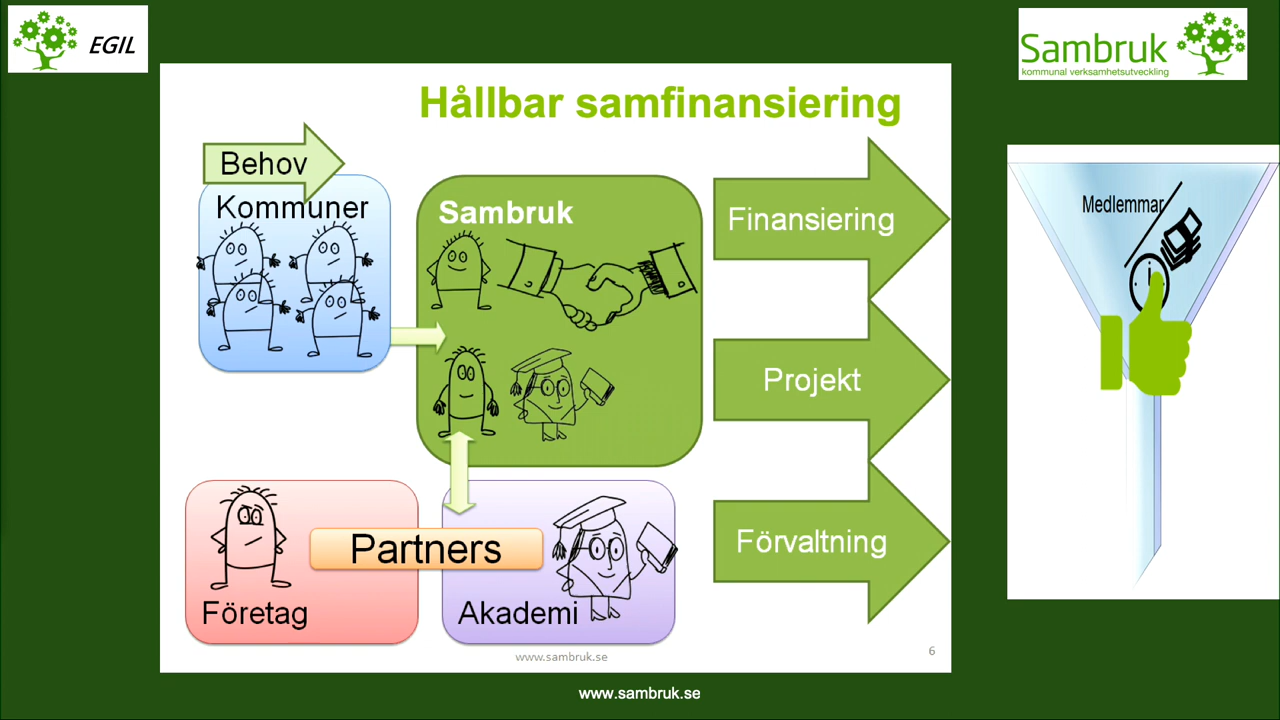 EGIL
Sambruk
kommunal verksamhetsutveckling
Hållbar samfinansiering
Behov
Kommuner
Sambruk
Finansiering
Projekt
Förvaltning
Partners
Företag
Akademi
www.sambruk.se
6
Medlemmar
www.sambruk.se